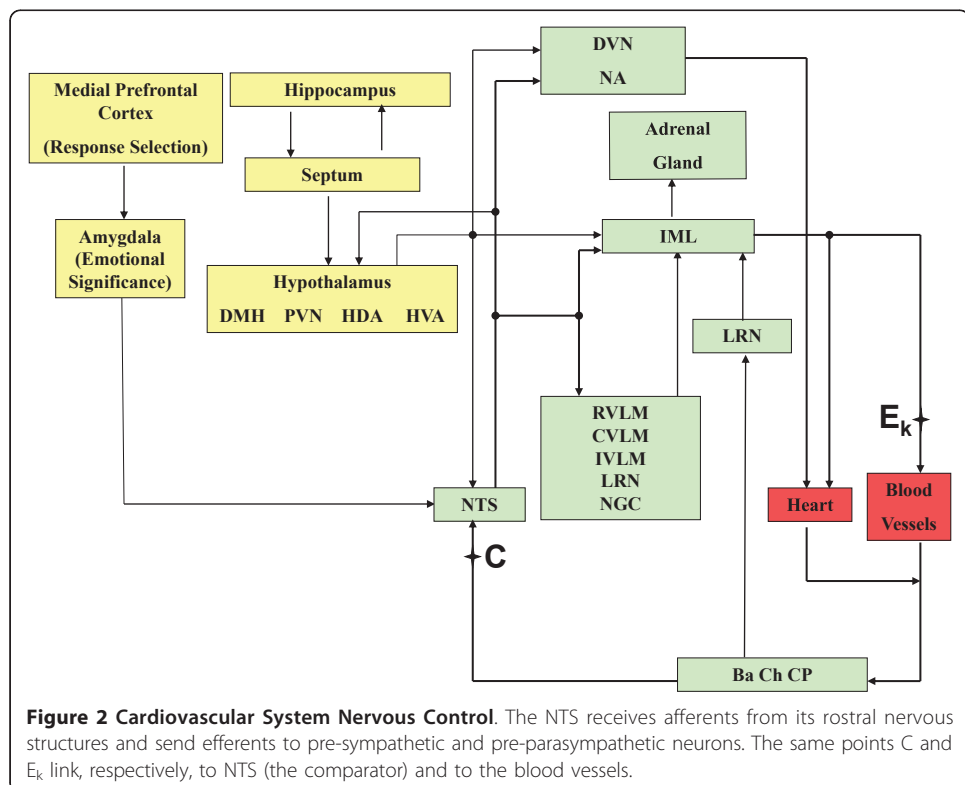 DVN
NA
Medial Prefrontal
Cortex
(Response Selection)
Hippocampus
Adrenal
Gland
Septum
Amygdala
(Emotional
Significance)
IML
Hypothalamus
DMH PVN HDA HVA
LRN
RVLM
CVLM
IVLM
LRN
NGC
Ek
NTS
Heart
Blood
Vessels
C
Ba Ch CP
Figure 2 Cardiovascular System Nervous Control. The NTS receives afferents from its rostral nervous
structures and send efferents to pre-sympathetic and pre-parasympathetic neurons. The same points C and
Ek link, respectively, to NTS (the comparator) and to the blood vessels.